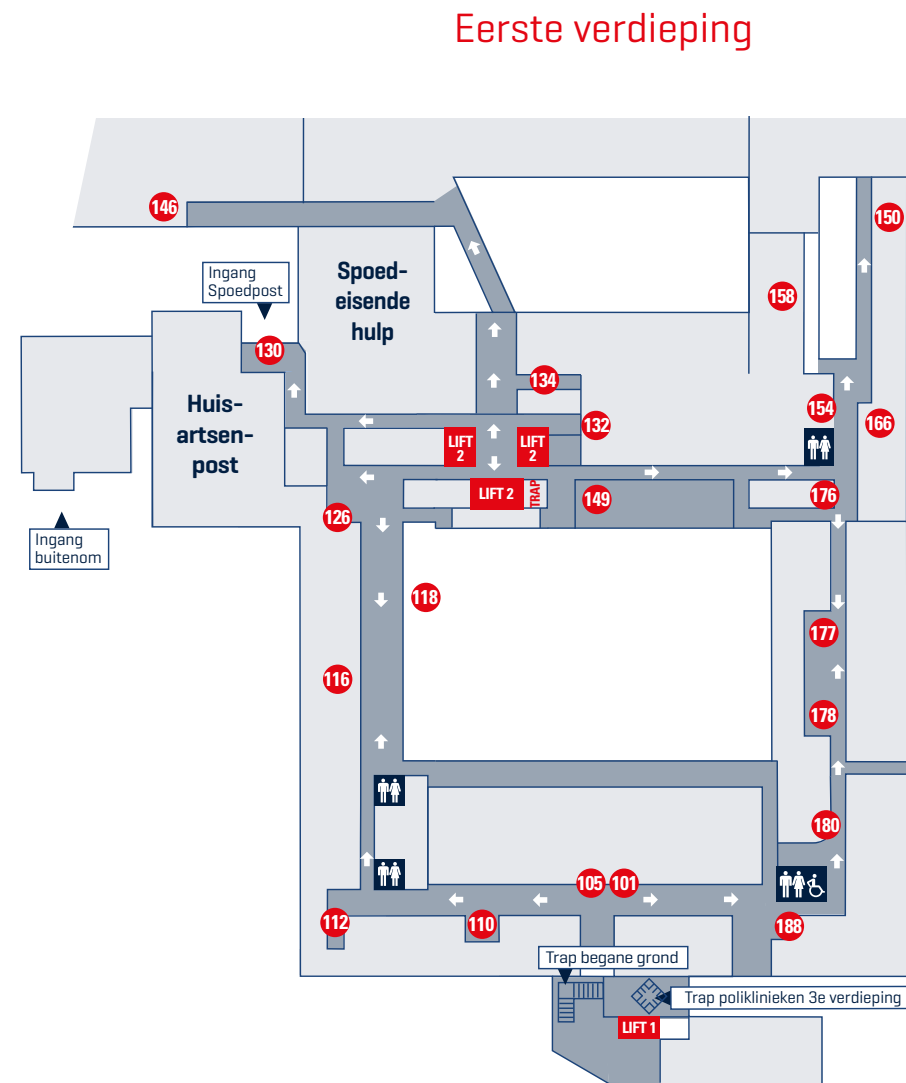 Eerste verdieping
146
150
Ingang
Spoedpost
Spoed-
eisende
hulp
158
130
134
Huis-
artsen-
post
154
132
166
LIFT
2
LIFT
2
LIFT 2
TRAP
149
176
126
Ingang
buitenom
118
177
116
178
180
105
101
112
110
188
Trap begane grond
Trap poliklinieken 3e verdieping
LIFT 1